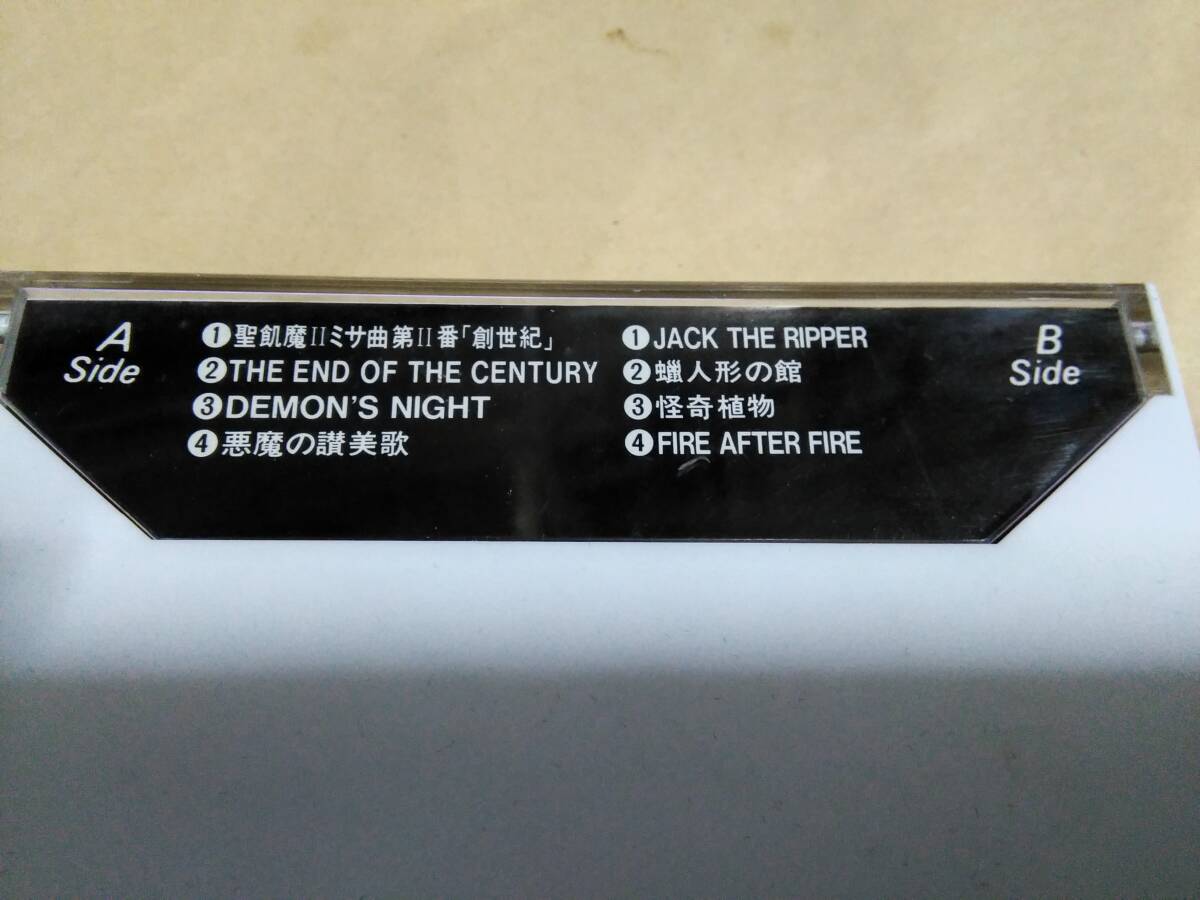 A
Side
❶聖飢魔IIミサ曲第II番「創世紀」
❷THE END OF THE CENTURY
❸DEMON'S NIGHT
❹悪魔の讃美歌
❶JACK THE RIPPER
❷蝋人形の館
❸怪奇植物
❹FIRE AFTER FIRE
B
Side